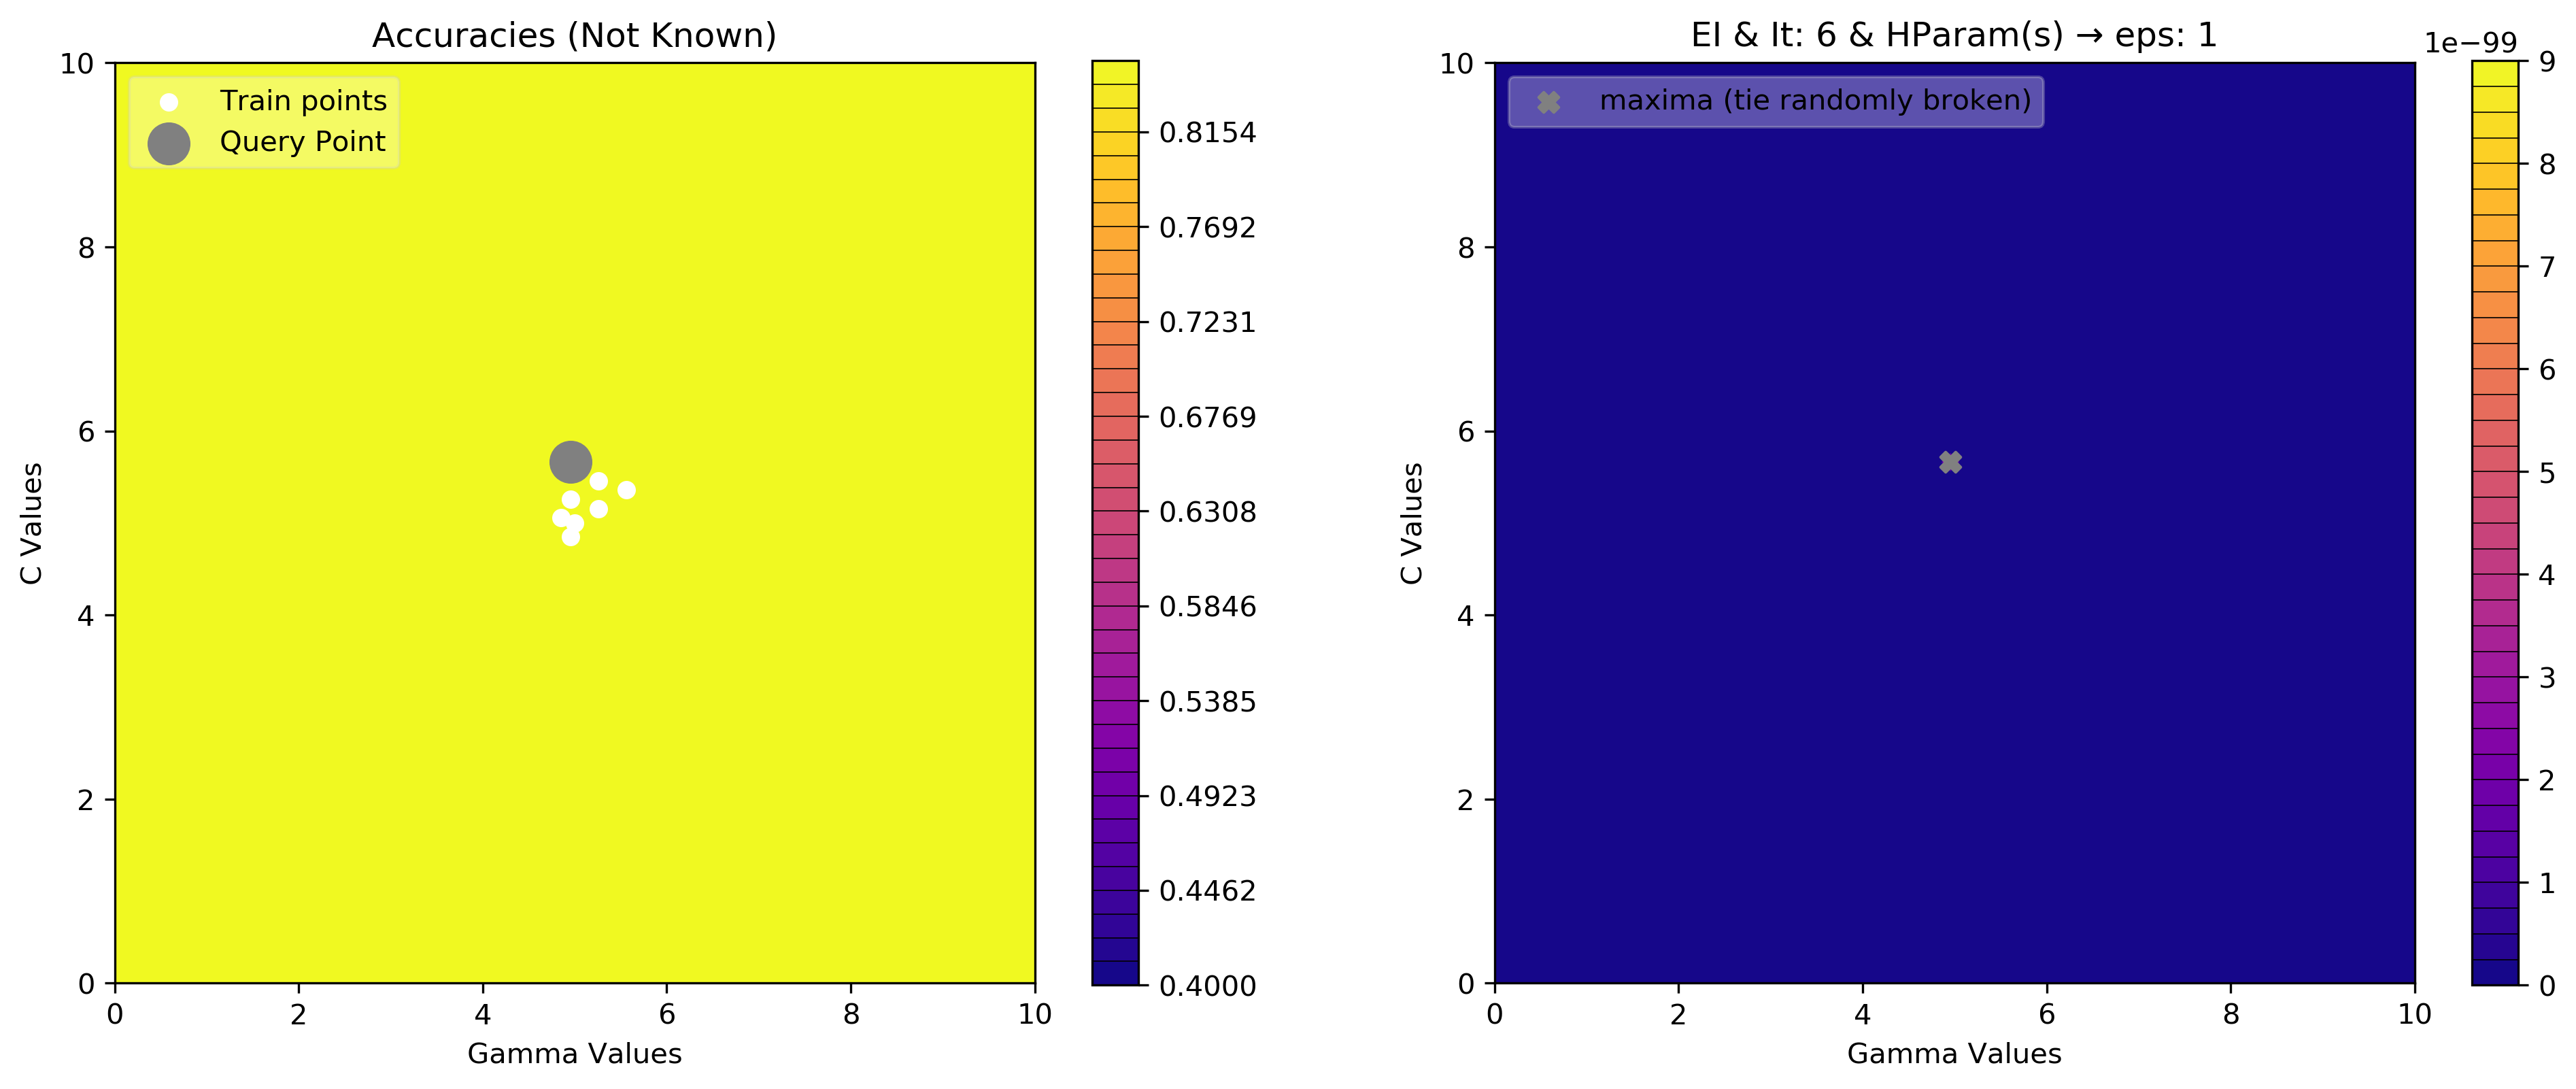 Accuracies (Not Known)
10
8
6
4
2
0
C Values
0 2 4 6 8 10
Gamma Values
Train points
Query Point
0.8154
0.7692
0.7231
0.6769
0.6308
0.5846
0.5385
0.4923
0.4462
0.4000
EI & It: 6 & HParam(s) → eps: 1
10
8
6
4
2
0
C Values
0 2 4 6 8 10
Gamma Values
maxima (tie randomly broken)
1e−99
9
8
7
6
5
4
3
2
1
0